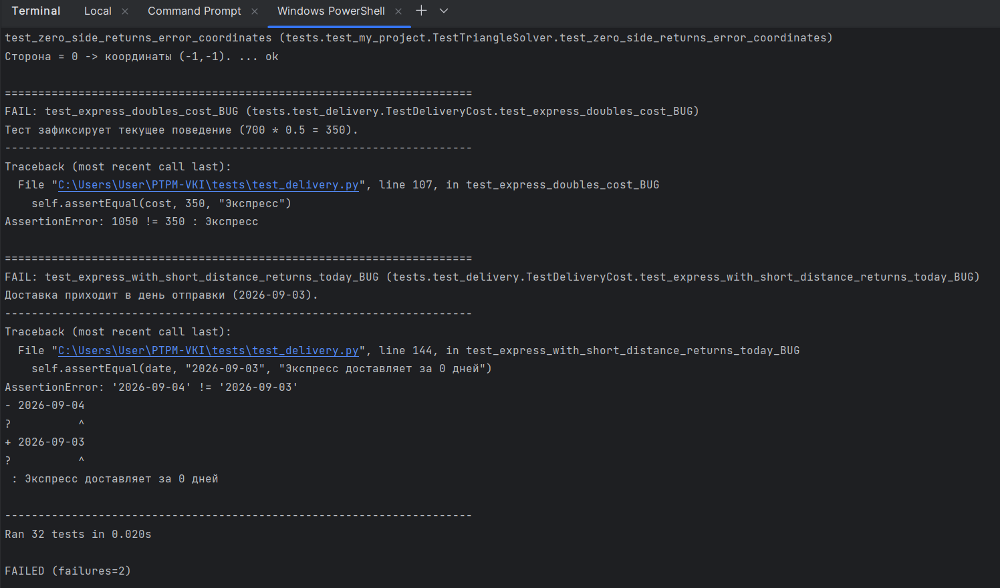 Terminal Local × Command Prompt × Windows PowerShell × +
test_zero_side_returns_error_coordinates (tests.test_my_project.TestTriangleSolver.test_zero_side_returns_error_coordinates)
Сторона = 0 -> координаты (-1,-1). ... ok
======================================================================
FAIL: test_express_doubles_cost_BUG (tests.test_delivery.TestDeliveryCost.test_express_doubles_cost_BUG)
Тест зафиксирует текущее поведение (700 * 0.5 = 350).
----------------------------------------------------------------------
Traceback (most recent call last):
  File "C:\Users\User\PTPM-VKI\tests\test_delivery.py", line 107, in test_express_doubles_cost_BUG
    self.assertEqual(cost, 350, "Экспресс")
AssertionError: 1050 != 350 : Экспресс
======================================================================
FAIL: test_express_with_short_distance_returns_today_BUG (tests.test_delivery.TestDeliveryCost.test_express_with_short_distance_returns_today_BUG)
Доставка приходит в день отправки (2026-09-03).
----------------------------------------------------------------------
Traceback (most recent call last):
  File "C:\Users\User\PTPM-VKI\tests\test_delivery.py", line 144, in test_express_with_short_distance_returns_today_BUG
    self.assertEqual(date, "2026-09-03", "Экспресс доставляет за 0 дней")
AssertionError: '2026-09-04' != '2026-09-03'
- 2026-09-04
?          ^
+ 2026-09-03
?          ^
 : Экспресс доставляет за 0 дней
----------------------------------------------------------------------
Ran 32 tests in 0.020s
FAILED (failures=2)